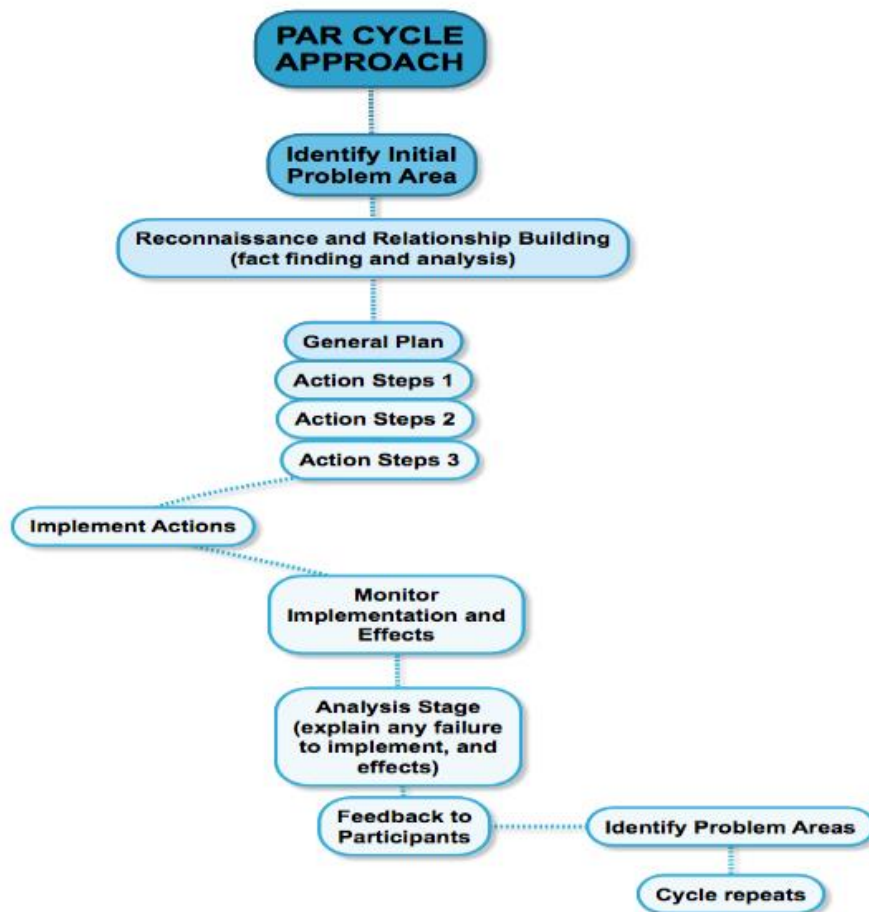 PAR CYCLE
APPROACH
Identify Initial
Problem Area
Reconnaissance and Relationship Building
(fact finding and analysis)
General Plan
Action Steps 1
Action Steps 2
Action Steps 3
Implement Actions
Monitor
Implementation and
Effects
Analysis Stage
(explain any failure
to implement, and
effects)
Feedback to
Participants
Identify Problem Areas
Cycle repeats